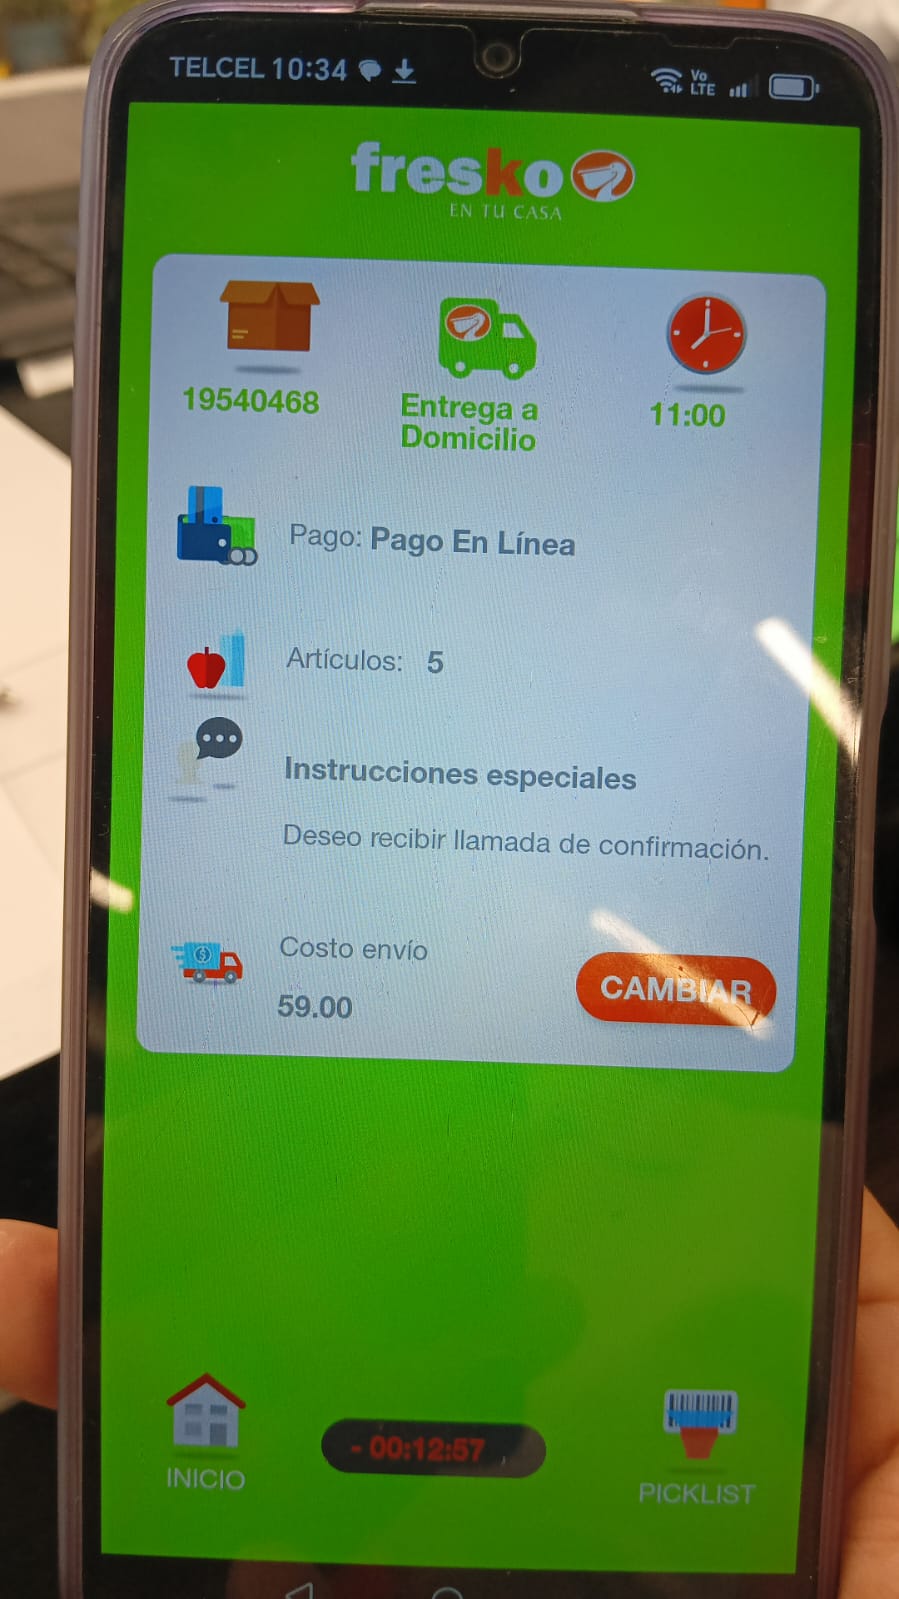 TELCEL 10:34
Vo
LTE
fresko
EN TU CASA
19540468
Entrega a
Domicilio
11:00
Pago: Pago En Línea
Artículos: 5
Instrucciones especiales
Deseo recibir llamada de confirmación.
Costo envío
59.00
CAMBIAR
INICIO
- 00:12:57
PICKLIST